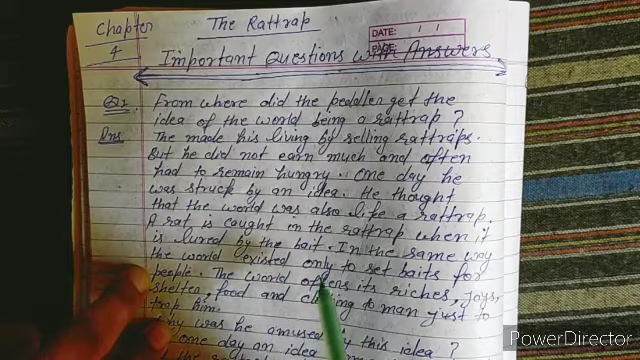 Chapter
4
The Rattrap
DATE: / /
PAGE:
Important Questions with Answers
Q1 From where did the peddler get the
idea of the world being a rattrap ?
Ans The made his living by selling rattraps.
But he did not earn much and often
had to remain hungry. One day he
was struck by an idea. He thought
that the world was also like a rattrap.
A rat is caught in the rattrap when it
is lured by the bait. In the same way
the world existed only to set baits for
people. The world offers its riches, joys,
shelter, food and clothing to man just to
trap him.
was he amused by this idea ?
one day an idea
PowerDirector